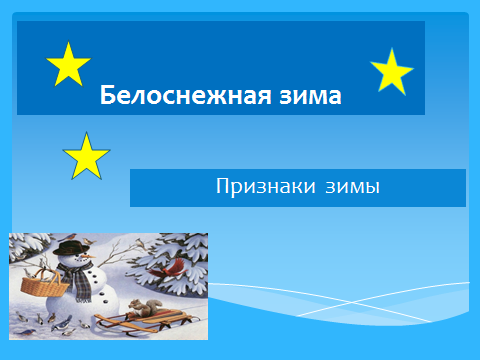 Белоснежная зима
Признаки зимы